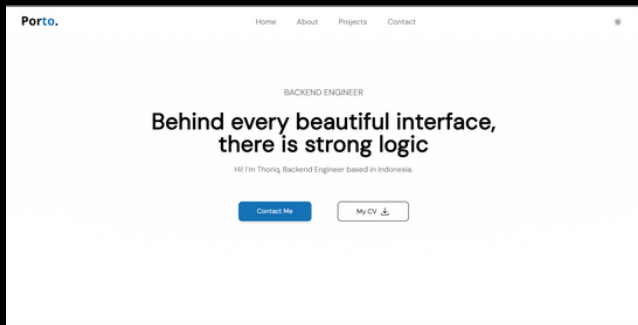 Porto.
Home About Projects Contact
BACKEND ENGINEER
Behind every beautiful interface,
there is strong logic
Hi! I'm Thoriq, Backend Engineer based in Indonesia.
Contact Me
My CV